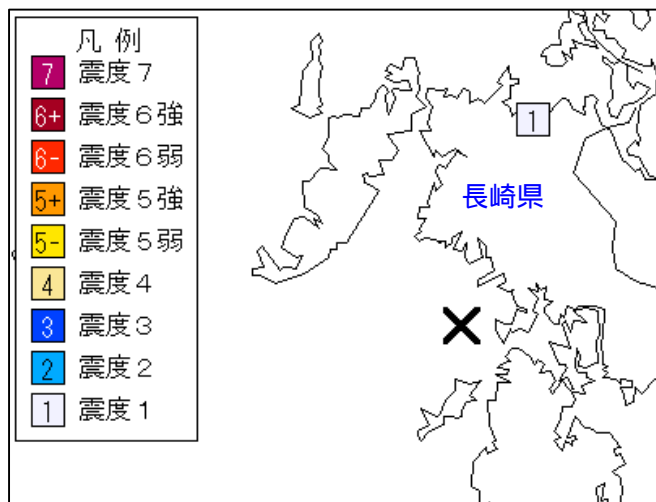 凡例
7 震度7
6+ 震度6強
6- 震度6弱
5+ 震度5強
5- 震度5弱
4 震度4
3 震度3
2 震度2
1 震度1
1
長崎県